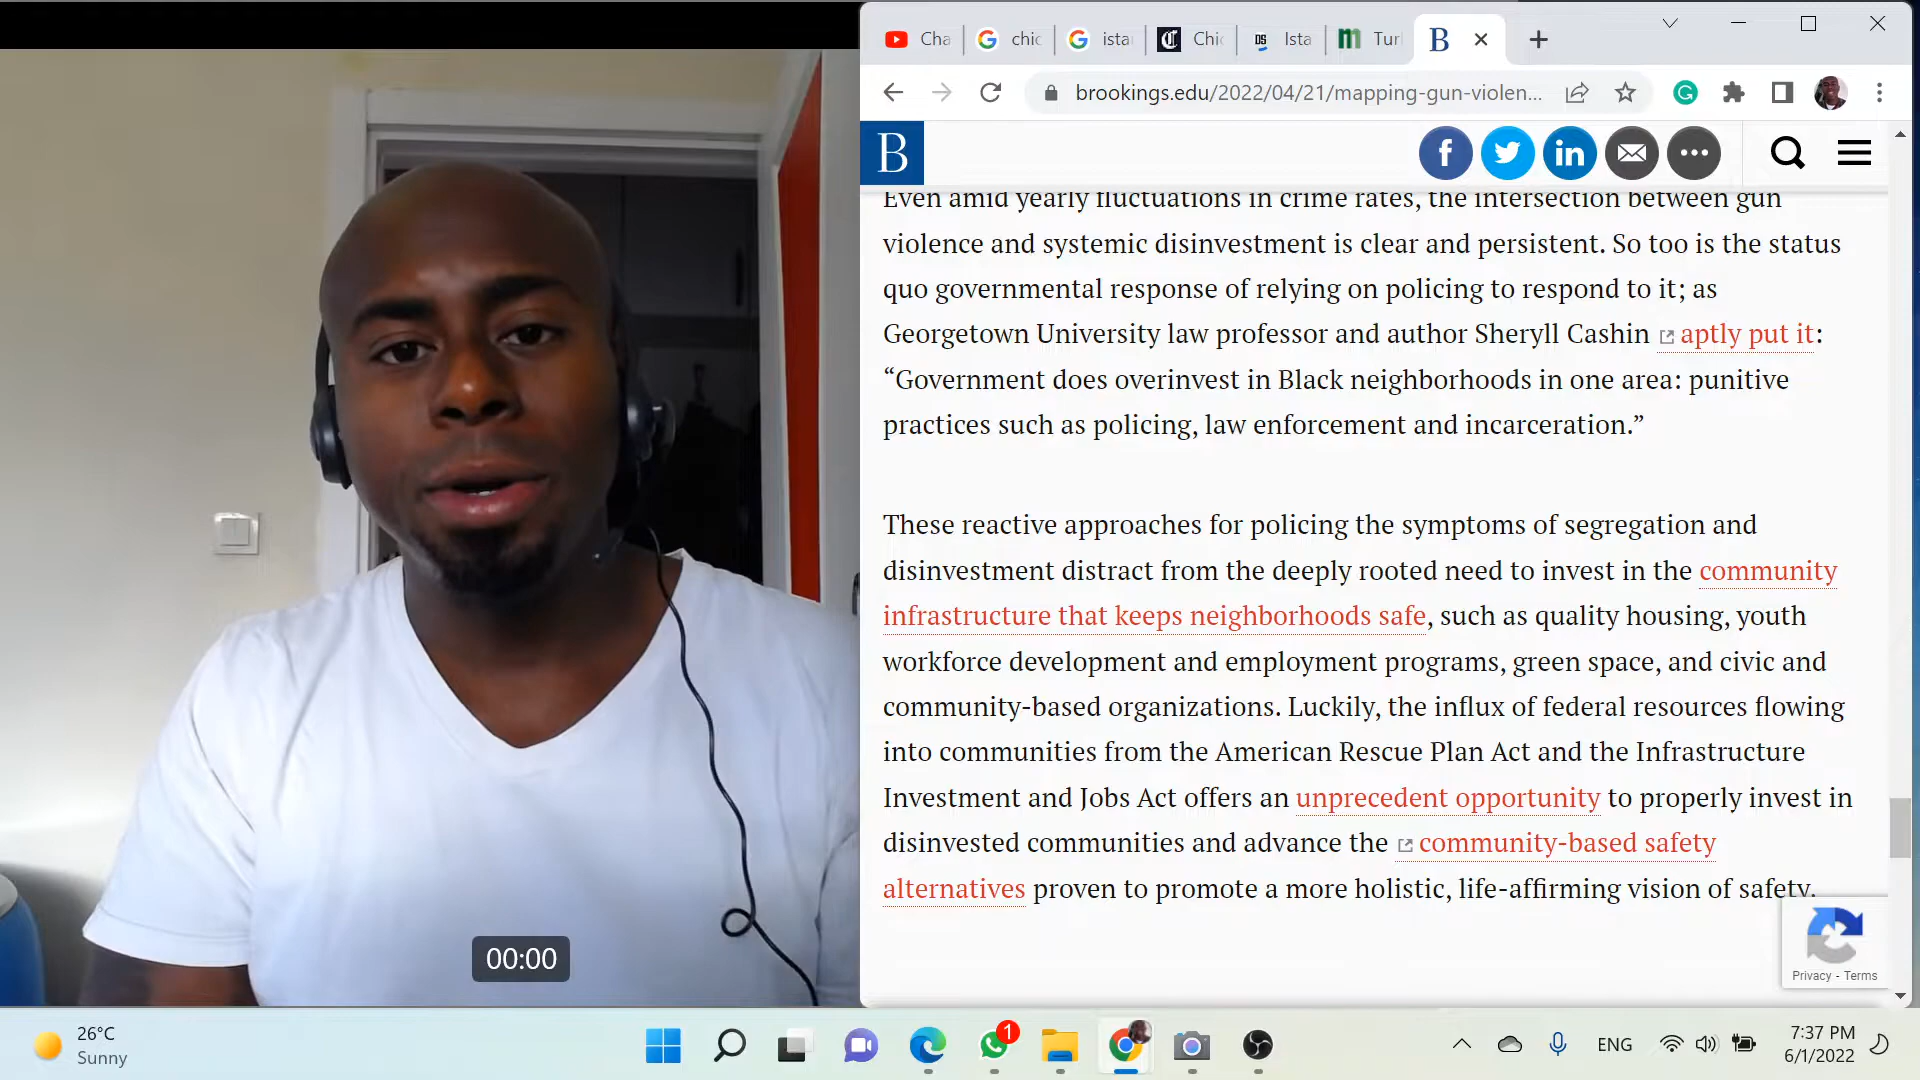 Cha
chic
ista
Chic
Ista
Turk
B
brookings.edu/2022/04/21/mapping-gun-violen...
B
Even amid yearly fluctuations in crime rates, the intersection between gun
violence and systemic disinvestment is clear and persistent. So too is the status
quo governmental response of relying on policing to respond to it; as
Georgetown University law professor and author Sheryll Cashin aptly put it:
“Government does overinvest in Black neighborhoods in one area: punitive
practices such as policing, law enforcement and incarceration.”
These reactive approaches for policing the symptoms of segregation and
disinvestment distract from the deeply rooted need to invest in the community
infrastructure that keeps neighborhoods safe, such as quality housing, youth
workforce development and employment programs, green space, and civic and
community-based organizations. Luckily, the influx of federal resources flowing
into communities from the American Rescue Plan Act and the Infrastructure
Investment and Jobs Act offers an unprecedent opportunity to properly invest in
disinvested communities and advance the community-based safety
alternatives proven to promote a more holistic, life-affirming vision of safety.
Privacy - Terms
00:00
26°C
Sunny
1
ENG
7:37 PM
6/1/2022